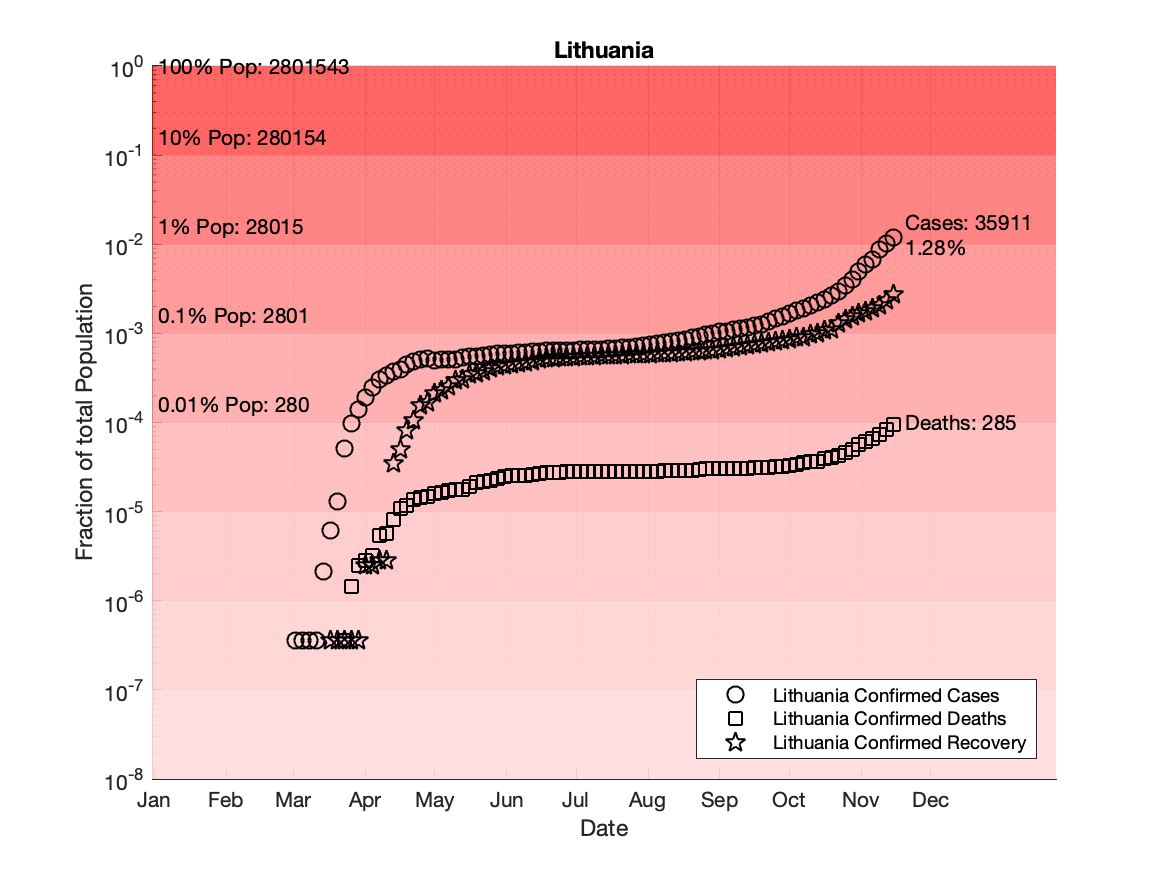 Lithuania
10^0
100% Pop: 2801543
10% Pop: 280154
10^-1
1% Pop: 28015
Cases: 35911
1.28%
10^-2
0.1% Pop: 2801
10^-3
0.01% Pop: 280
10^-4
Deaths: 285
10^-5
10^-6
10^-7
10^-8
Fraction of total Population
Lithuania Confirmed Cases
Lithuania Confirmed Deaths
Lithuania Confirmed Recovery
Jan Feb Mar Apr May Jun Jul Aug Sep Oct Nov Dec
Date